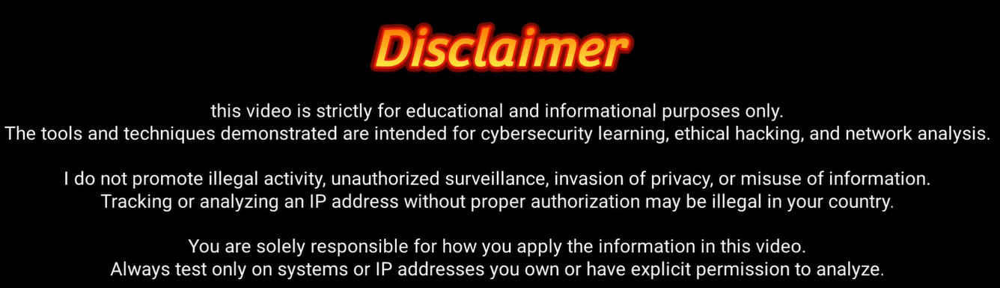 Disclaimer
this video is strictly for educational and informational purposes only.
The tools and techniques demonstrated are intended for cybersecurity learning, ethical hacking, and network analysis.
I do not promote illegal activity, unauthorized surveillance, invasion of privacy, or misuse of information.
Tracking or analyzing an IP address without proper authorization may be illegal in your country.
You are solely responsible for how you apply the information in this video.
Always test only on systems or IP addresses you own or have explicit permission to analyze.